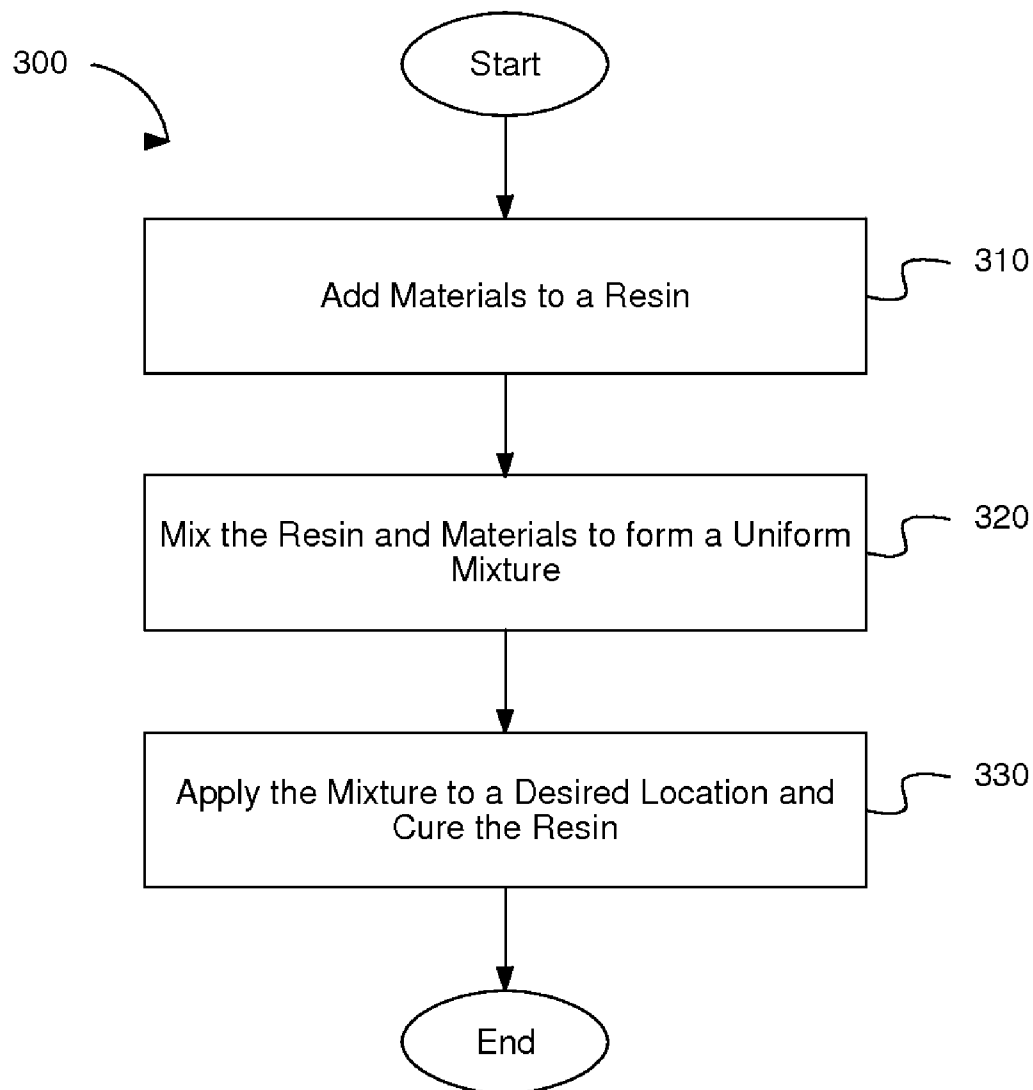 300
Start
Add Materials to a Resin
310
Mix the Resin and Materials to form a Uniform
Mixture
320
Apply the Mixture to a Desired Location and
Cure the Resin
330
End